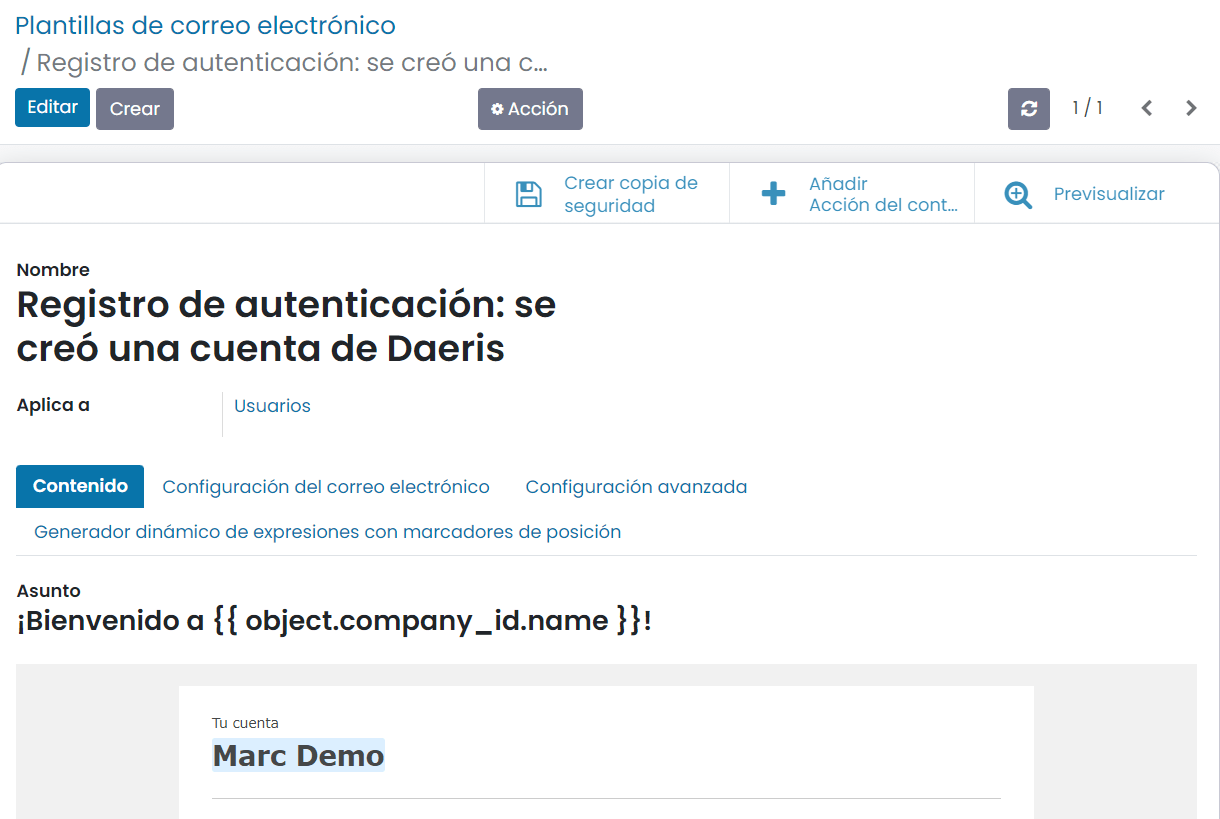 Plantillas de correo electrónico
/ Registro de autenticación: se creó una c...
Editar Crear Acción 1 / 1
Crear copia de seguridad
Añadir Acción del cont...
Previsualizar
Nombre
Registro de autenticación: se
creó una cuenta de Daeris
Aplica a Usuarios
Contenido Configuración del correo electrónico Configuración avanzada
Generador dinámico de expresiones con marcadores de posición
Asunto
¡Bienvenido a {{ object.company_id.name }}!
Tu cuenta
Marc Demo